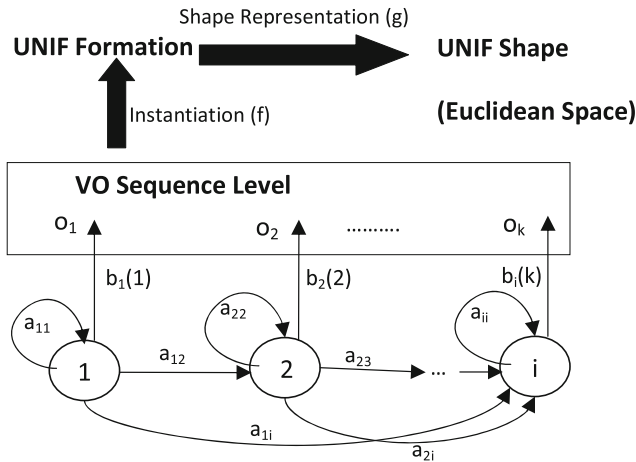 Shape Representation (g)
UNIF Formation
UNIF Shape
Instantiation (f)
(Euclidean Space)
VO Sequence Level
o₁
o₂
..........
oₖ
b₁(1)
b₂(2)
bᵢ(k)
a₁₁
a₂₂
aᵢᵢ
a₁₂
a₂₃
1
2
...
i
a₁ᵢ
a₂ᵢ